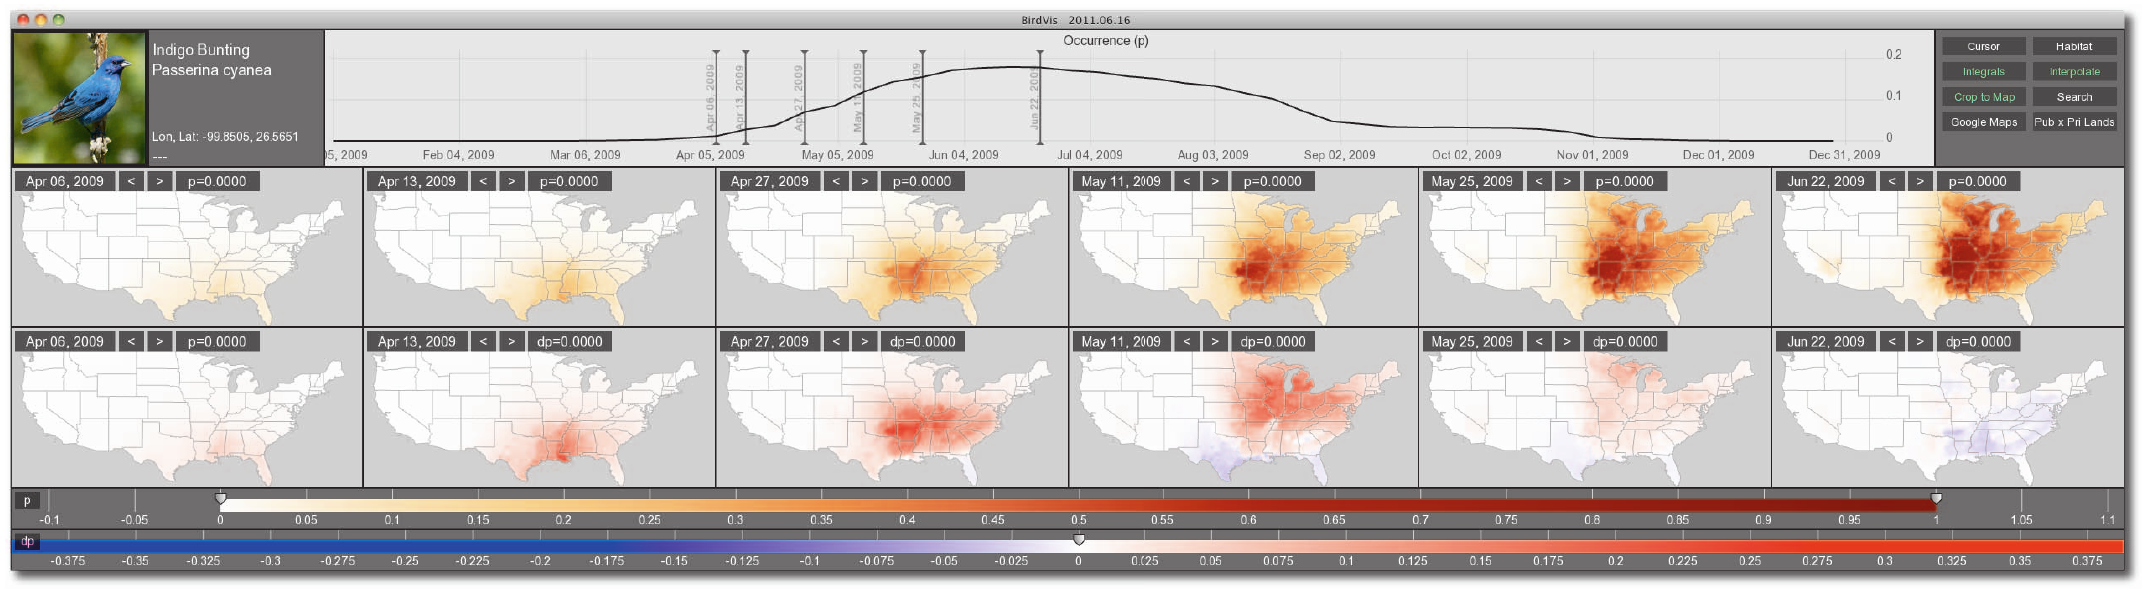 BirdVis 2011.06.16
Indigo Bunting
Passerina cyanea
Lon, Lat: -99.8505, 26.5651
---
Occurrence (p)
0.2
0.1
0
Apr 06, 2009
Apr 13, 2009
Apr 27, 2009
May 11, 2009
May 25, 2009
Jun 22, 2009
05, 2009 Feb 04, 2009 Mar 06, 2009 Apr 05, 2009 May 05, 2009 Jun 04, 2009 Jul 04, 2009 Aug 03, 2009 Sep 02, 2009 Oct 02, 2009 Nov 01, 2009 Dec 01, 2009 Dec 31, 2009
Cursor Habitat
Integrals Interpolate
Crop to Map Search
Google Maps Pub x Pri Lands
Apr 06, 2009 < > p=0.0000 Apr 13, 2009 < > p=0.0000 Apr 27, 2009 < > p=0.0000 May 11, 2009 < > p=0.0000 May 25, 2009 < > p=0.0000 Jun 22, 2009 < > p=0.0000
Apr 06, 2009 < > p=0.0000 Apr 13, 2009 < > dp=0.0000 Apr 27, 2009 < > dp=0.0000 May 11, 2009 < > dp=0.0000 May 25, 2009 < > dp=0.0000 Jun 22, 2009 < > dp=0.0000
p
-0.1 -0.05 0 0.05 0.1 0.15 0.2 0.25 0.3 0.35 0.4 0.45 0.5 0.55 0.6 0.65 0.7 0.75 0.8 0.85 0.9 0.95 1 1.05 1.1
dp
-0.375 -0.35 -0.325 -0.3 -0.275 -0.25 -0.225 -0.2 -0.175 -0.15 -0.125 -0.1 -0.075 -0.05 -0.025 0 0.025 0.05 0.075 0.1 0.125 0.15 0.175 0.2 0.225 0.25 0.275 0.3 0.325 0.35 0.375